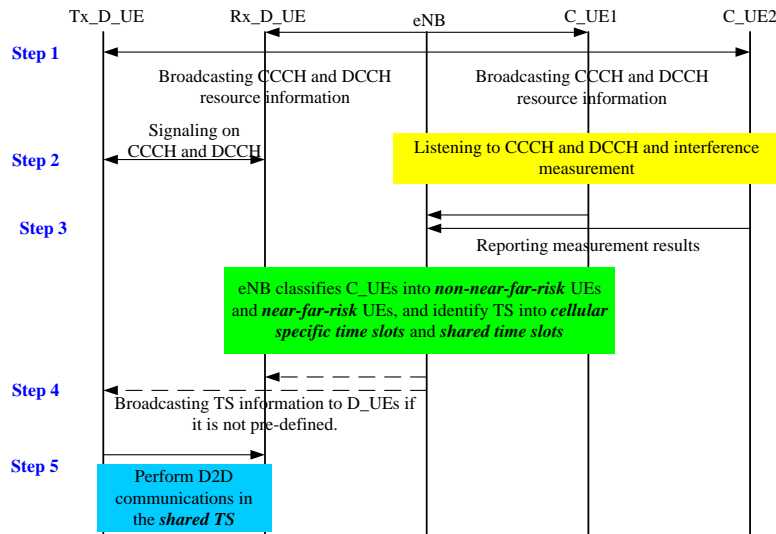 Tx_D_UE Rx_D_UE eNB C_UE1 C_UE2
Step 1
Broadcasting CCCH and DCCH
resource information
Broadcasting CCCH and DCCH
resource information
Signaling on
CCCH and DCCH
Step 2
Listening to CCCH and DCCH and interference
measurement
Step 3
Reporting measurement results
eNB classifies C_UEs into non-near-far-risk UEs
and near-far-risk UEs, and identify TS into cellular
specific time slots and shared time slots
Step 4
Broadcasting TS information to D_UEs if
it is not pre-defined.
Step 5
Perform D2D
communications in
the shared TS